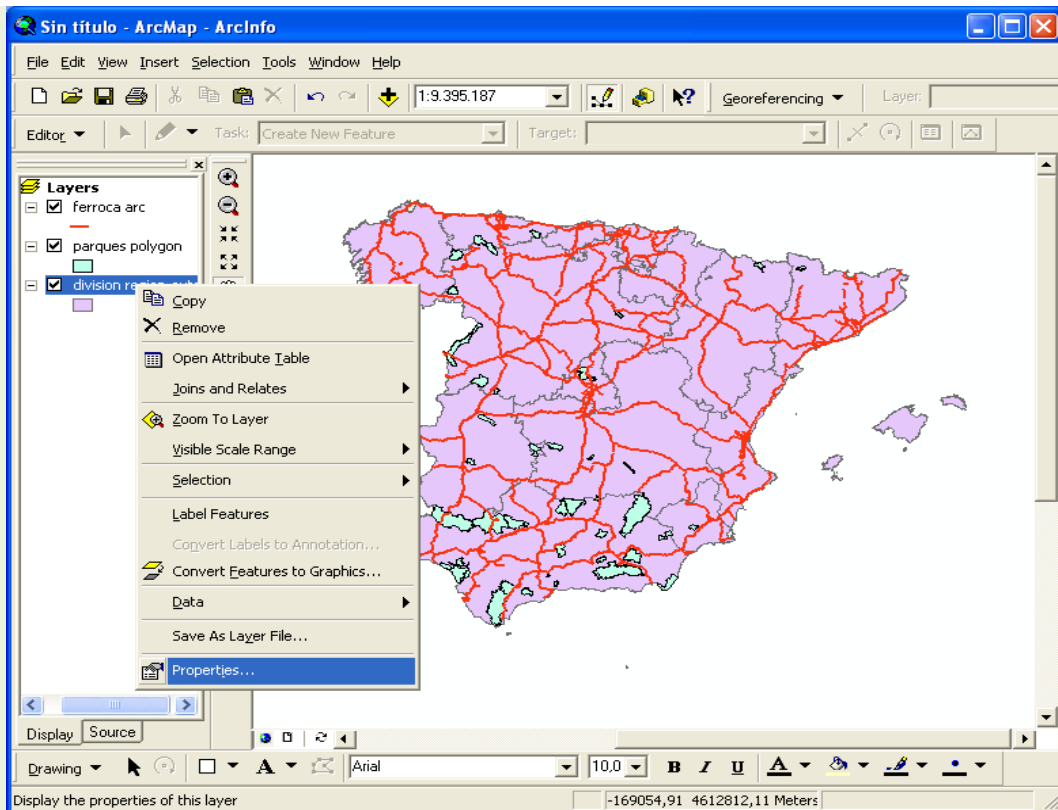 Sin título - ArcMap - ArcInfo
File Edit View Insert Selection Tools Window Help
1:9.395.187 Georeferencing Layer:
Editor Task: Create New Feature Target:
Layers
ferroca arc
parques polygon
division region
Copy
Remove
Open Attribute Table
Joins and Relates
Zoom To Layer
Visible Scale Range
Selection
Label Features
Convert Labels to Annotation...
Convert Features to Graphics...
Data
Save As Layer File...
Properties...
Display Source
Drawing A Arial 10,0 B I U A
Display the properties of this layer -169054,91 4612812,11 Meters